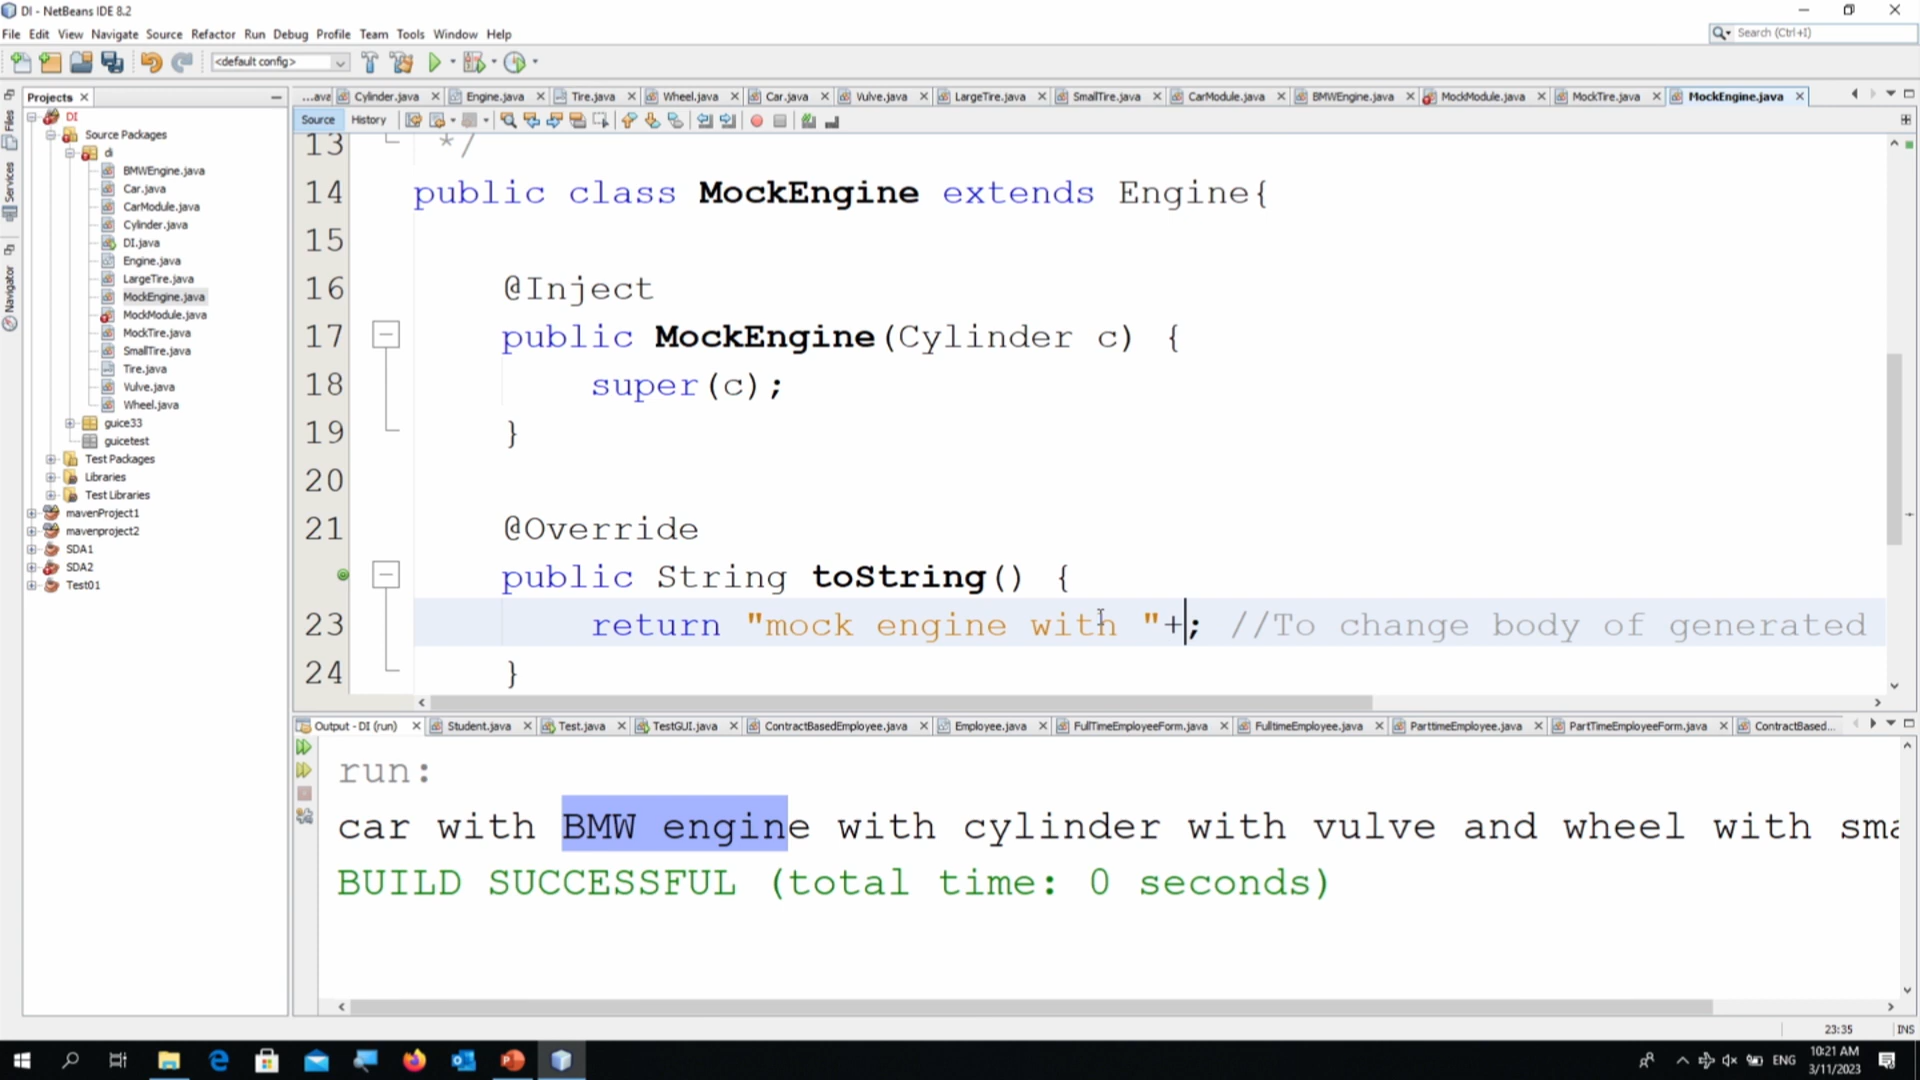 DI - NetBeans IDE 8.2
File Edit View Navigate Source Refactor Run Debug Profile Team Tools Window Help
Search (Ctrl+I)
<default config>
Projects
...ava Cylinder.java Engine.java Tire.java Wheel.java Car.java Vulve.java LargeTire.java SmallTire.java CarModule.java BMWEngine.java MockModule.java MockTire.java MockEngine.java
Source History
Files
Services
Navigator
DI
Source Packages
di
BMWEngine.java
Car.java
CarModule.java
Cylinder.java
DI.java
Engine.java
LargeTire.java
MockEngine.java
MockModule.java
MockTire.java
SmallTire.java
Tire.java
Vulve.java
Wheel.java
guice33
guicetest
Test Packages
Libraries
Test Libraries
mavenProject1
mavenproject2
SDA1
SDA2
Test01
13 */
14 public class MockEngine extends Engine{
15
16 @Inject
17 public MockEngine(Cylinder c) {
18 super(c);
19 }
20
21 @Override
public String toString() {
23 return "mock engine with "+; //To change body of generated
24 }
Output - DI (run) Student.java Test.java TestGUI.java ContractBasedEmployee.java Employee.java FullTimeEmployeeForm.java FulltimeEmployee.java ParttimeEmployee.java PartTimeEmployeeForm.java ContractBased...
run:
car with BMW engine with cylinder with vulve and wheel with sma
BUILD SUCCESSFUL (total time: 0 seconds)
23:35 INS
ENG
10:21 AM
3/11/2023